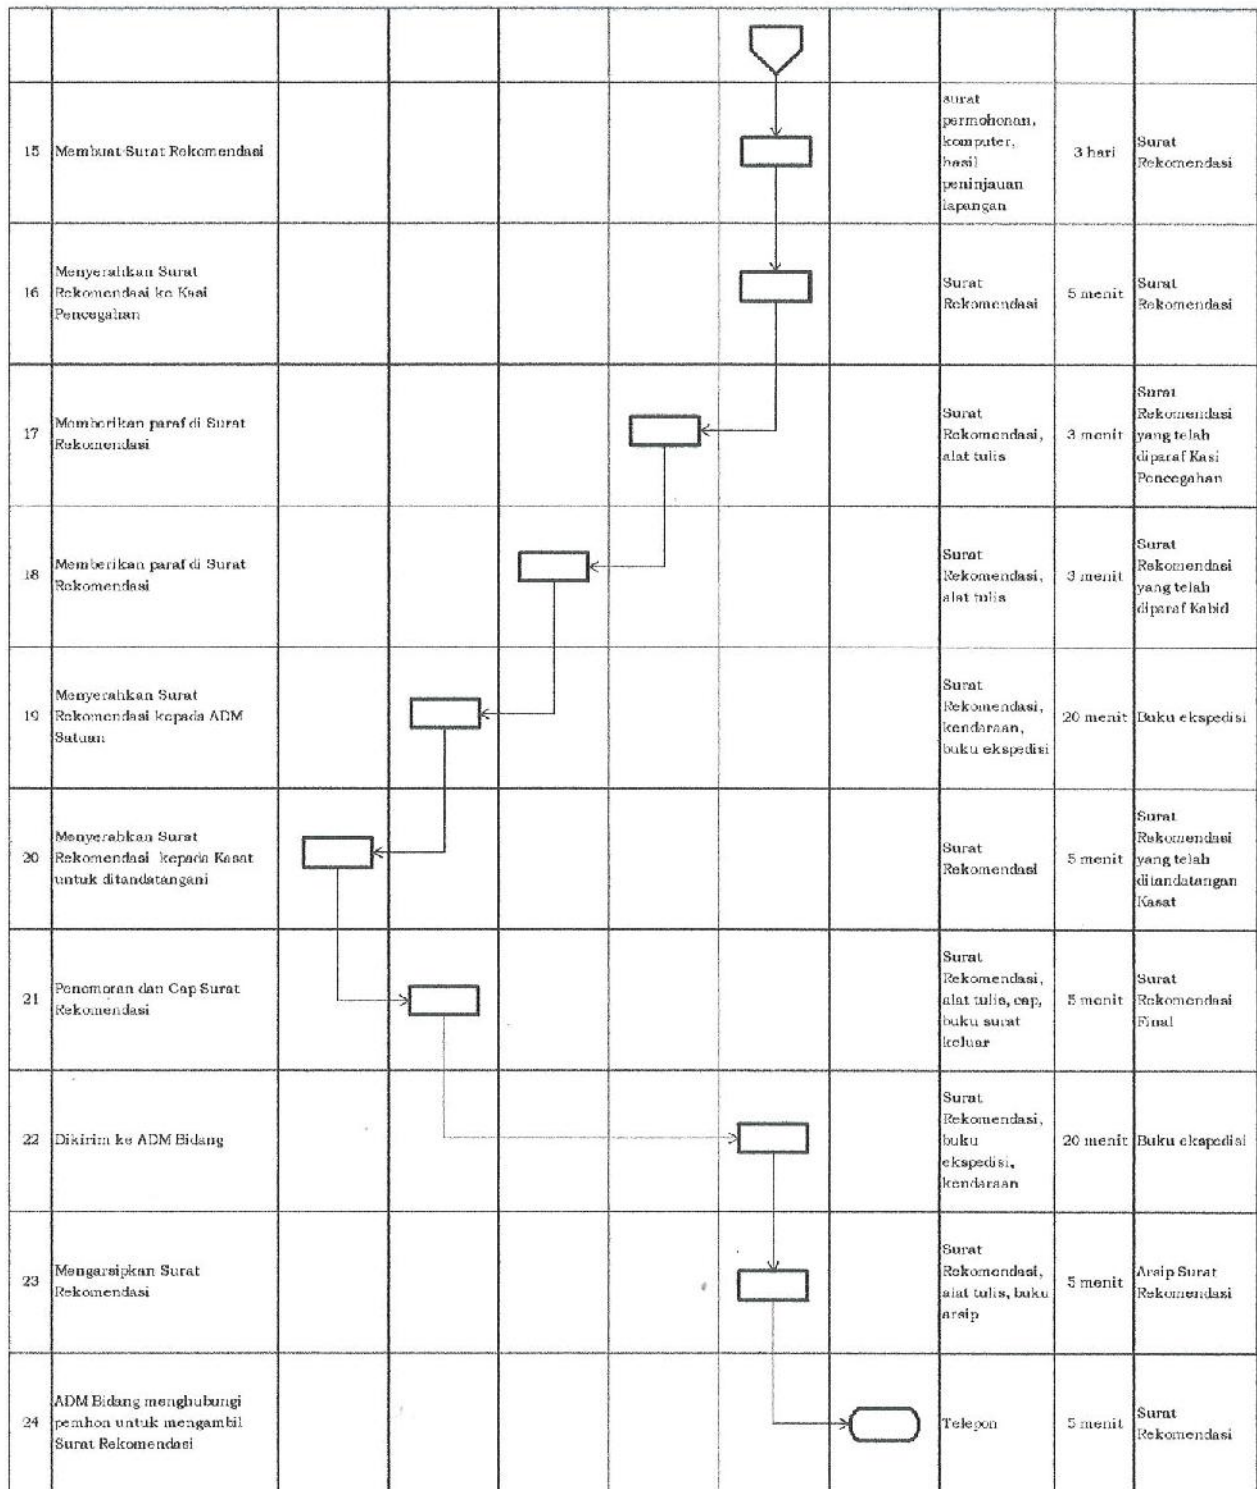 15
Membuat Surat Rekomendasi
surat
permohonan,
komputer,
hasil
peninjauan
lapangan
3 hari
Surat
Rekomendasi
16
Menyerahkan Surat
Rekomendasi ke Kasi
Pencegahan
Surat
Rekomendasi
5 menit
Surat
Rekomendasi
17
Memberikan paraf di Surat
Rekomendasi
Surat
Rekomendasi,
alat tulis
3 menit
Surat
Rekomendasi
yang telah
diparaf Kasi
Pencegahan
18
Memberikan paraf di Surat
Rekomendasi
Surat
Rekomendasi,
alat tulis
3 menit
Surat
Rekomendasi
yang telah
diparaf Kabid
19
Menyerahkan Surat
Rekomendasi kepada ADM
Satuan
Surat
Rekomendasi,
kendaraan,
buku ekspedisi
20 menit
Buku ekspedisi
20
Menyerahkan Surat
Rekomendasi kepada Kasat
untuk ditandatangani
Surat
Rekomendasi
5 menit
Surat
Rekomendasi
yang telah
ditandatangan
Kasat
21
Penomoran dan Cap Surat
Rekomendasi
Surat
Rekomendasi,
alat tulis, cap,
buku surat
keluar
5 menit
Surat
Rekomendasi
Final
22
Dikirim ke ADM Bidang
Surat
Rekomendasi,
buku
ekspedisi,
kendaraan
20 menit
Buku ekspedisi
23
Mengarsipkan Surat
Rekomendasi
Surat
Rekomendasi,
alat tulis, buku
arsip
5 menit
Arsip Surat
Rekomendasi
24
ADM Bidang menghubungi
pemhon untuk mengambil
Surat Rekomendasi
Telepon
5 menit
Surat
Rekomendasi